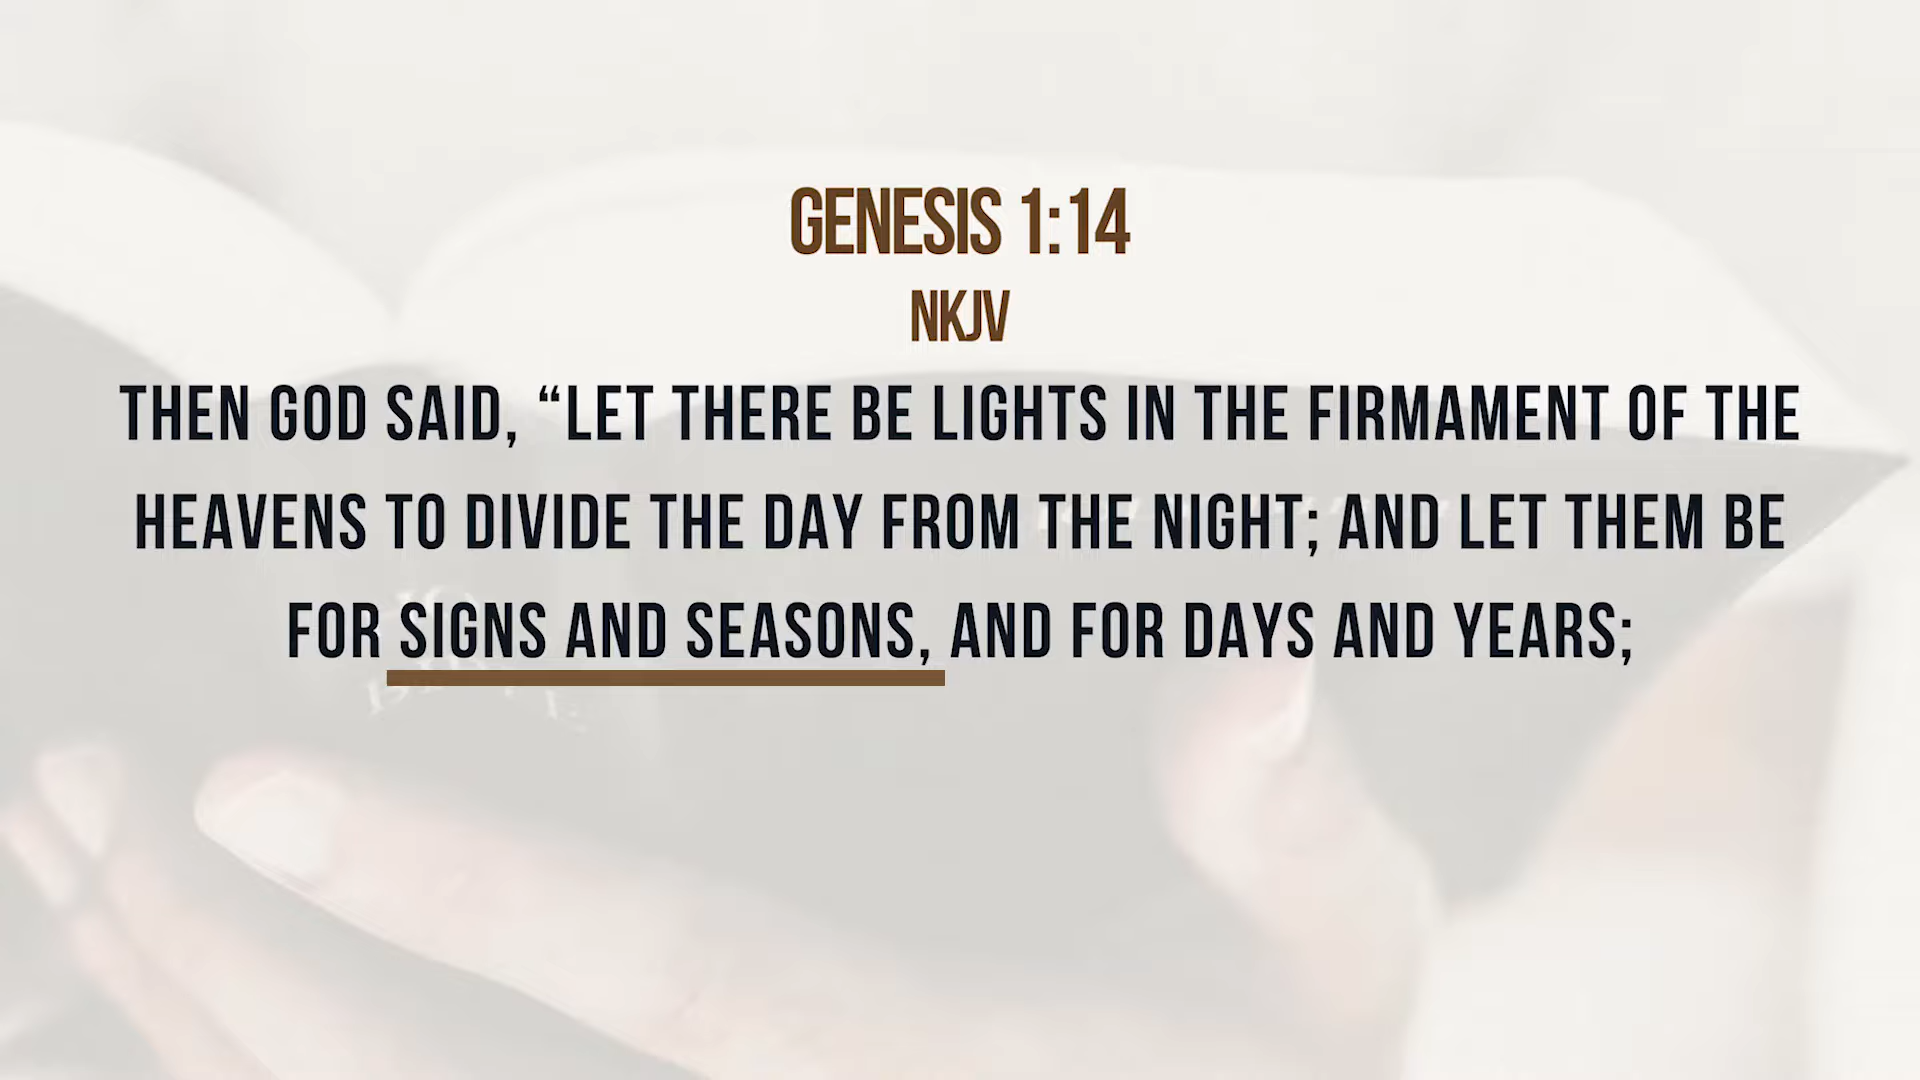 GENESIS 1:14
NKJV
THEN GOD SAID, “LET THERE BE LIGHTS IN THE FIRMAMENT OF THE
HEAVENS TO DIVIDE THE DAY FROM THE NIGHT; AND LET THEM BE
FOR SIGNS AND SEASONS, AND FOR DAYS AND YEARS;